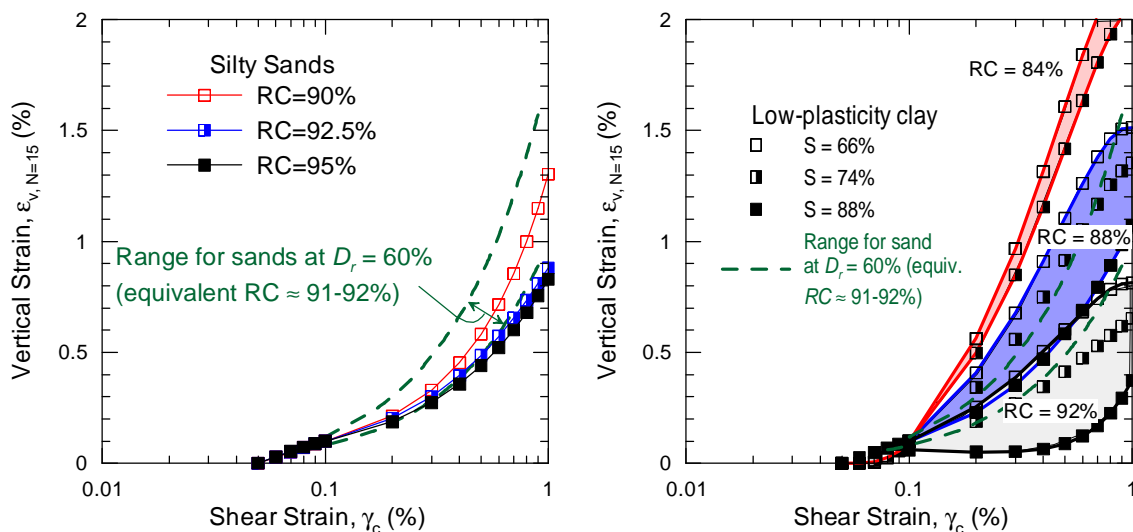 Vertical Strain, εv, N=15 (%)
2
1.5
1
0.5
0
0.01
0.1
1
Shear Strain, γc (%)
Silty Sands
RC=90%
RC=92.5%
RC=95%
Range for sands at Dr = 60%
(equivalent RC ≈ 91-92%)
Vertical Strain, εv, N=15 (%)
2
1.5
1
0.5
0
0.01
0.1
1
Shear Strain, γc (%)
RC = 84%
Low-plasticity clay
S = 66%
S = 74%
S = 88%
Range for sand
at Dr = 60% (equiv.
RC ≈ 91-92%)
RC = 88%
RC = 92%